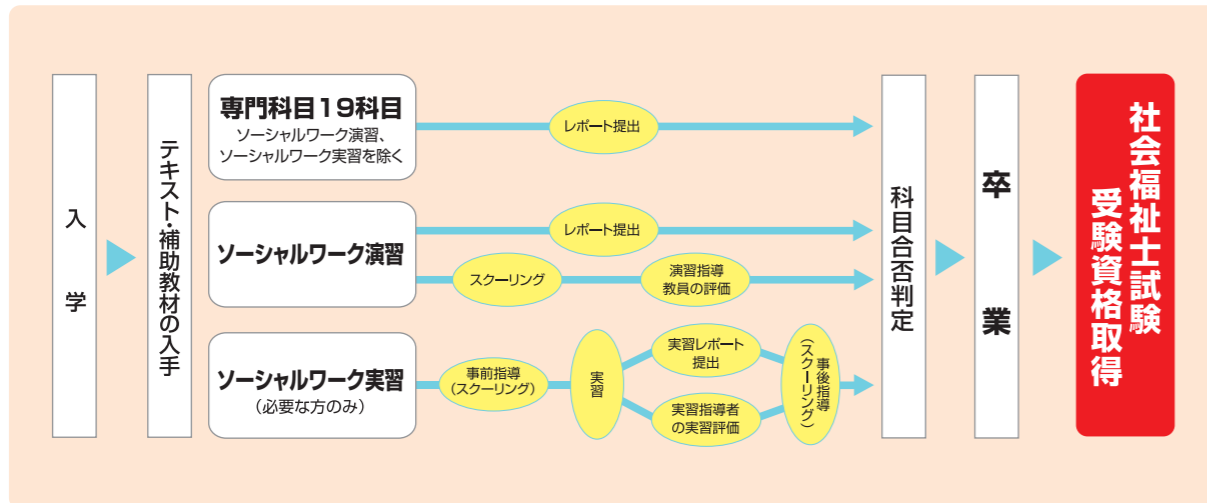 入学
テキスト・補助教材の入手
専門科目19科目
ソーシャルワーク演習、
ソーシャルワーク実習を除く
レポート提出
ソーシャルワーク演習
レポート提出
スクーリング
演習指導
教員の評価
ソーシャルワーク実習
(必要な方のみ)
事前指導
(スクーリング)
実習
実習レポート
提出
実習指導者
の実習評価
事後指導
(スクーリング)
科目合否判定
卒業
社会福祉士試験
受験資格取得